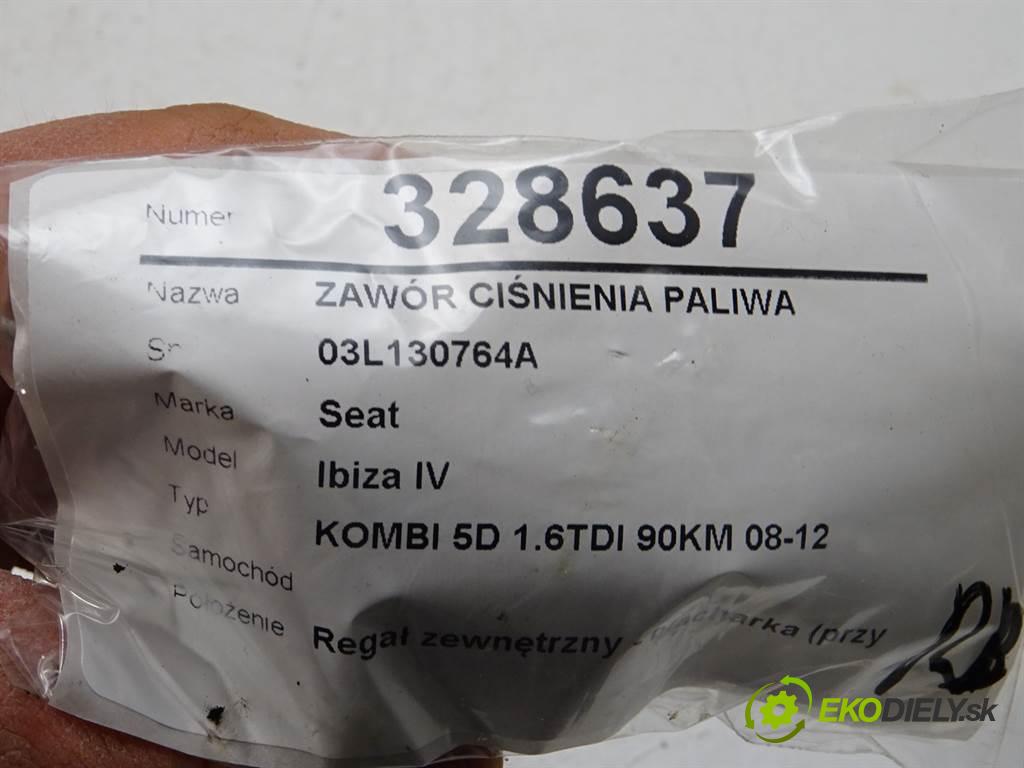 Numer 328637
Nazwa ZAWÓR CIŚNIENIA PALIWA
03L130764A
Marka Seat
Model Ibiza IV
Typ KOMBI 5D 1.6TDI 90KM 08-12
Samochód
Położenie Regał zewnętrzny - (przy
EKODIELY.sk